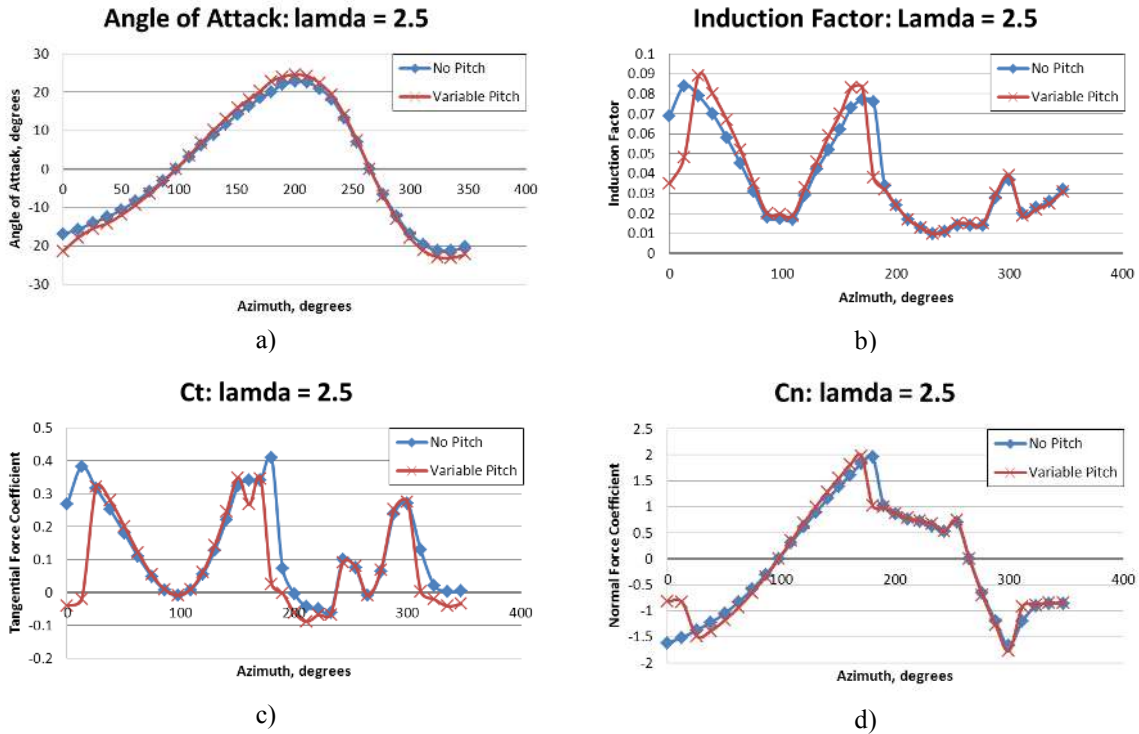 Angle of Attack: lamda = 2.5
30
20
10
0
-10
-20
-30
0
50
100
150
200
250
300
350
400
Angle of Attack, degrees
Azimuth, degrees
No Pitch
Variable Pitch
a)
Induction Factor: Lamda = 2.5
0.1
0.09
0.08
0.07
0.06
0.05
0.04
0.03
0.02
0.01
0
0
100
200
300
400
Induction Factor
Azimuth, degrees
No Pitch
Variable Pitch
b)
Ct: lamda = 2.5
0.5
0.4
0.3
0.2
0.1
0
-0.1
-0.2
0
100
200
300
400
Tangential Force Coefficient
Azimuth, degrees
No Pitch
Variable Pitch
c)
Cn: lamda = 2.5
2.5
2
1.5
1
0.5
0
-0.5
-1
-1.5
-2
0
100
200
300
400
Normal Force Coefficient
Azimuth, degrees
No Pitch
Variable Pitch
d)